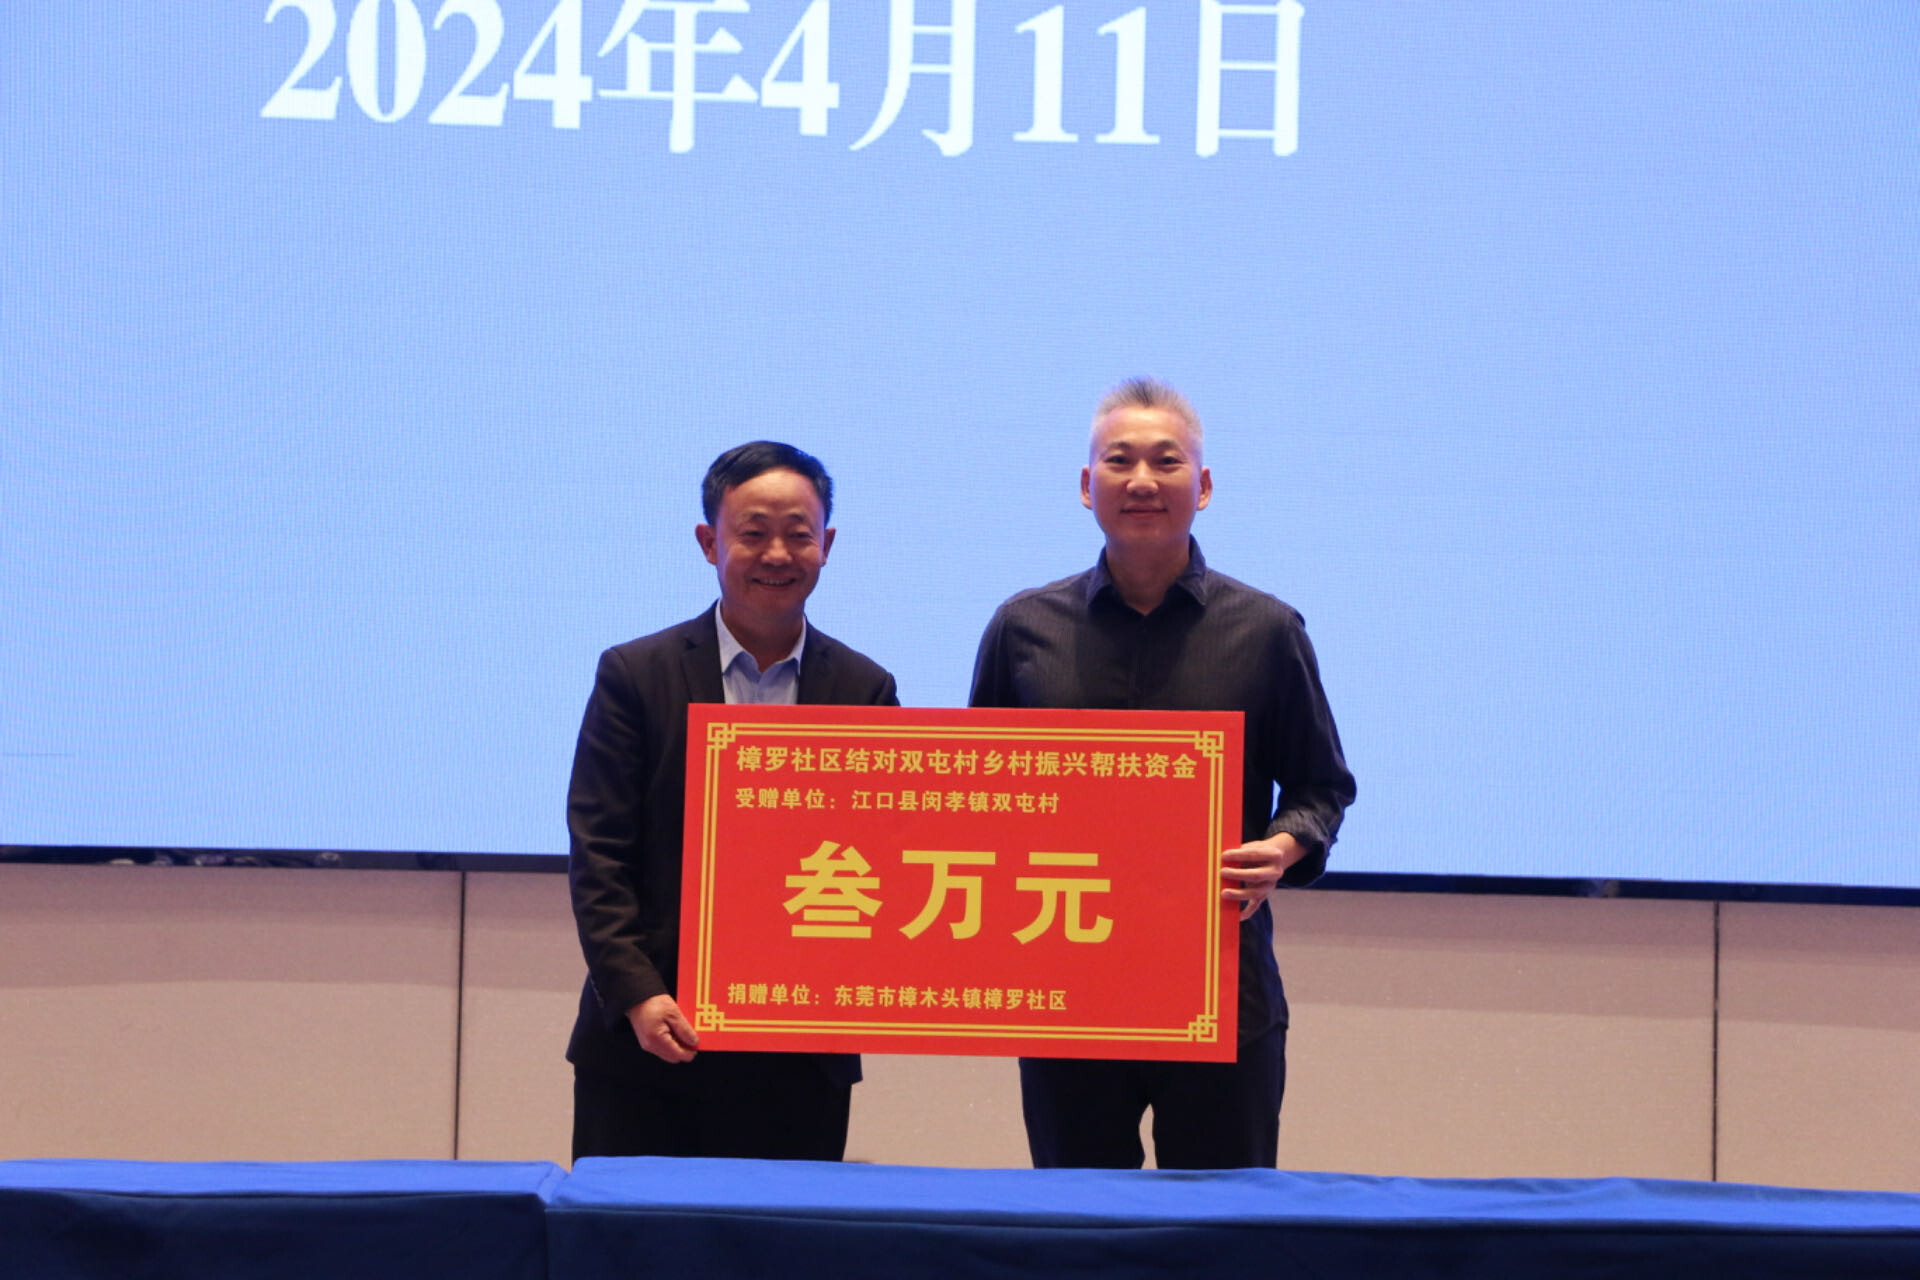 2024年4月11日
樟罗社区结对双屯村乡村振兴帮扶资金
受赠单位：江口县闵孝镇双屯村
叁万元
捐赠单位：东莞市樟木头镇樟罗社区